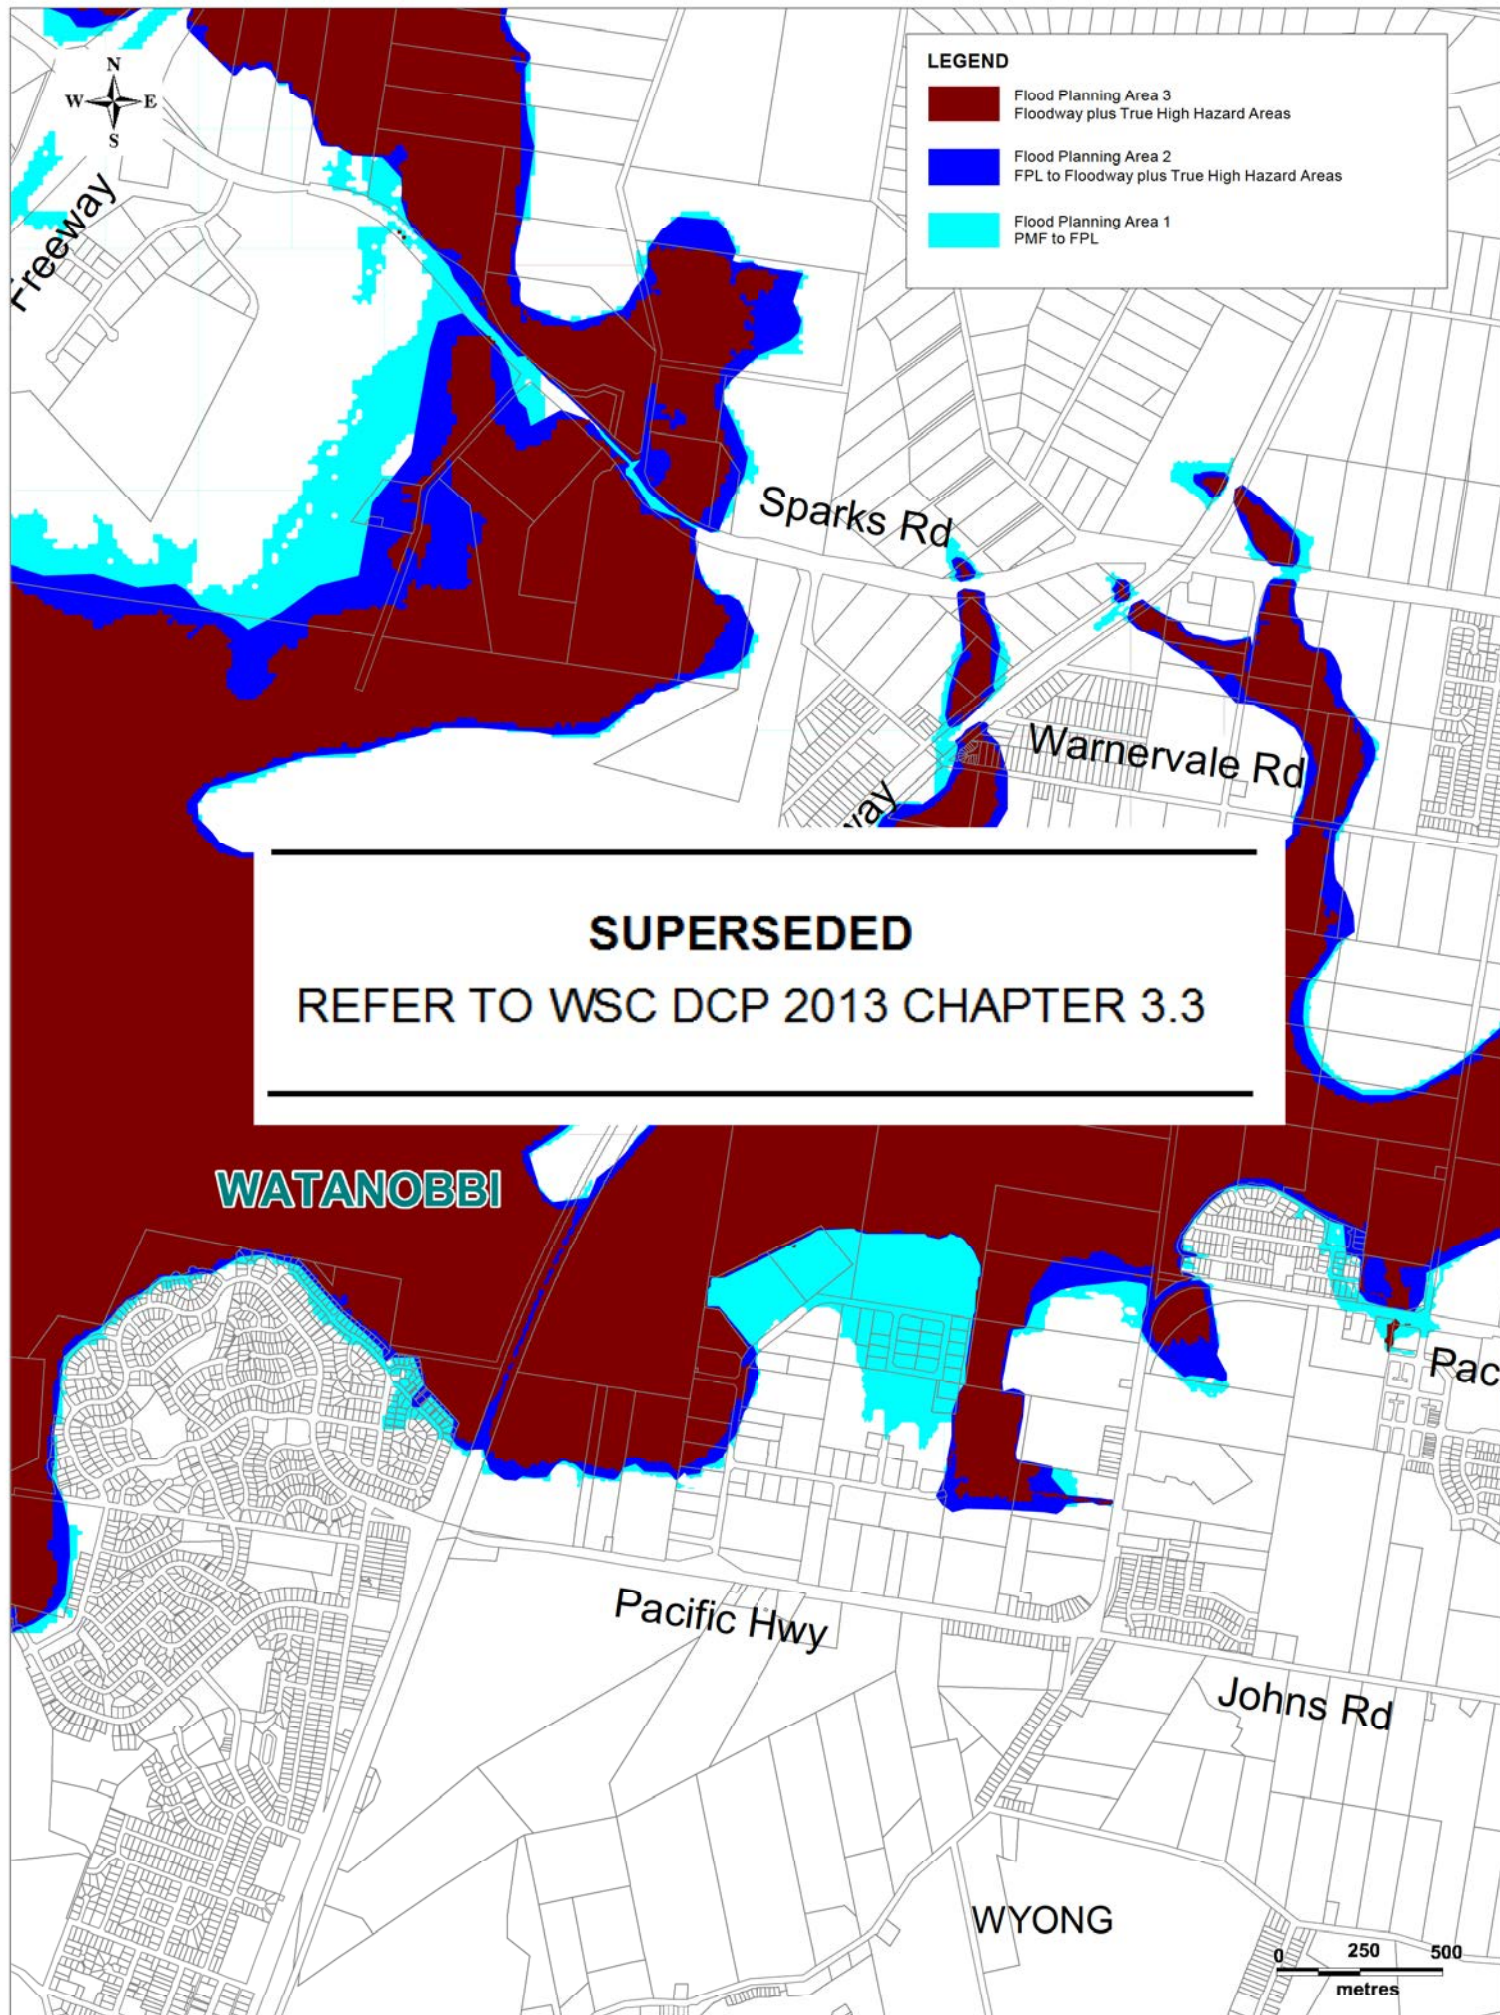 LEGEND
Flood Planning Area 3
Floodway plus True High Hazard Areas
Flood Planning Area 2
FPL to Floodway plus True High Hazard Areas
Flood Planning Area 1
PMF to FPL
N
W E
S
Freeway
Sparks Rd
Warnervale Rd
SUPERSEDED
REFER TO WSC DCP 2013 CHAPTER 3.3
WATANOBBI
Pac
Pacific Hwy
Johns Rd
WYONG
0 250 500
metres